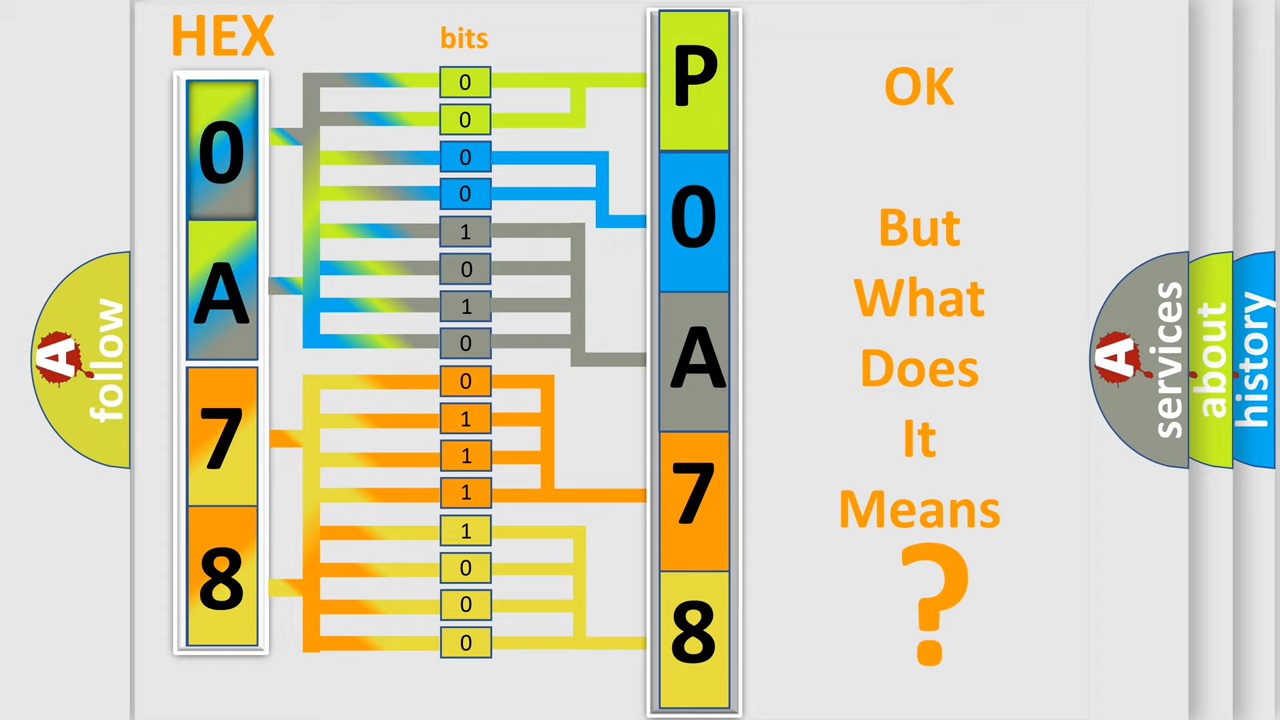 HEX
bits
0
A
7
8
0
0
0
0
1
0
1
0
0
1
1
1
1
0
0
0
P
0
A
7
8
OK
But
What
Does
It
Means
?
A
follow
A
services
about
history